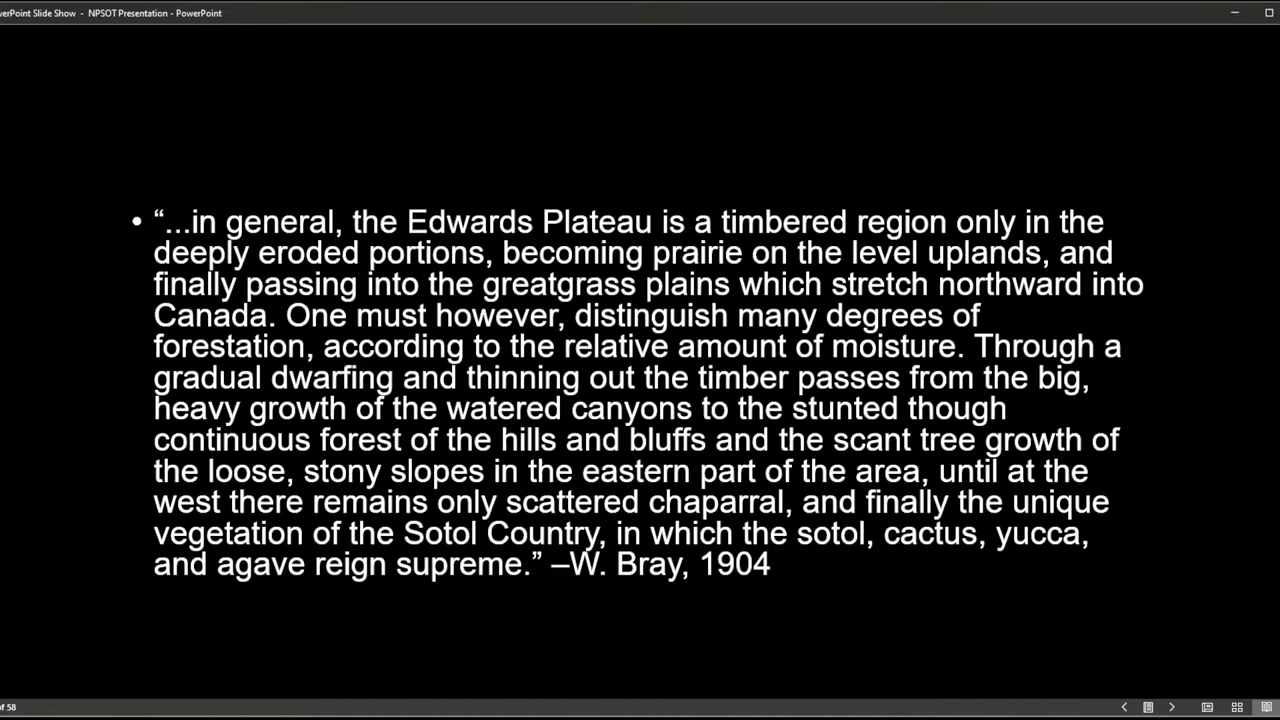 erPoint Slide Show - NPSOT Presentation - PowerPoint
• “...in general, the Edwards Plateau is a timbered region only in the
deeply eroded portions, becoming prairie on the level uplands, and
finally passing into the greatgrass plains which stretch northward into
Canada. One must however, distinguish many degrees of
forestation, according to the relative amount of moisture. Through a
gradual dwarfing and thinning out the timber passes from the big,
heavy growth of the watered canyons to the stunted though
continuous forest of the hills and bluffs and the scant tree growth of
the loose, stony slopes in the eastern part of the area, until at the
west there remains only scattered chaparral, and finally the unique
vegetation of the Sotol Country, in which the sotol, cactus, yucca,
and agave reign supreme.” –W. Bray, 1904
of 58